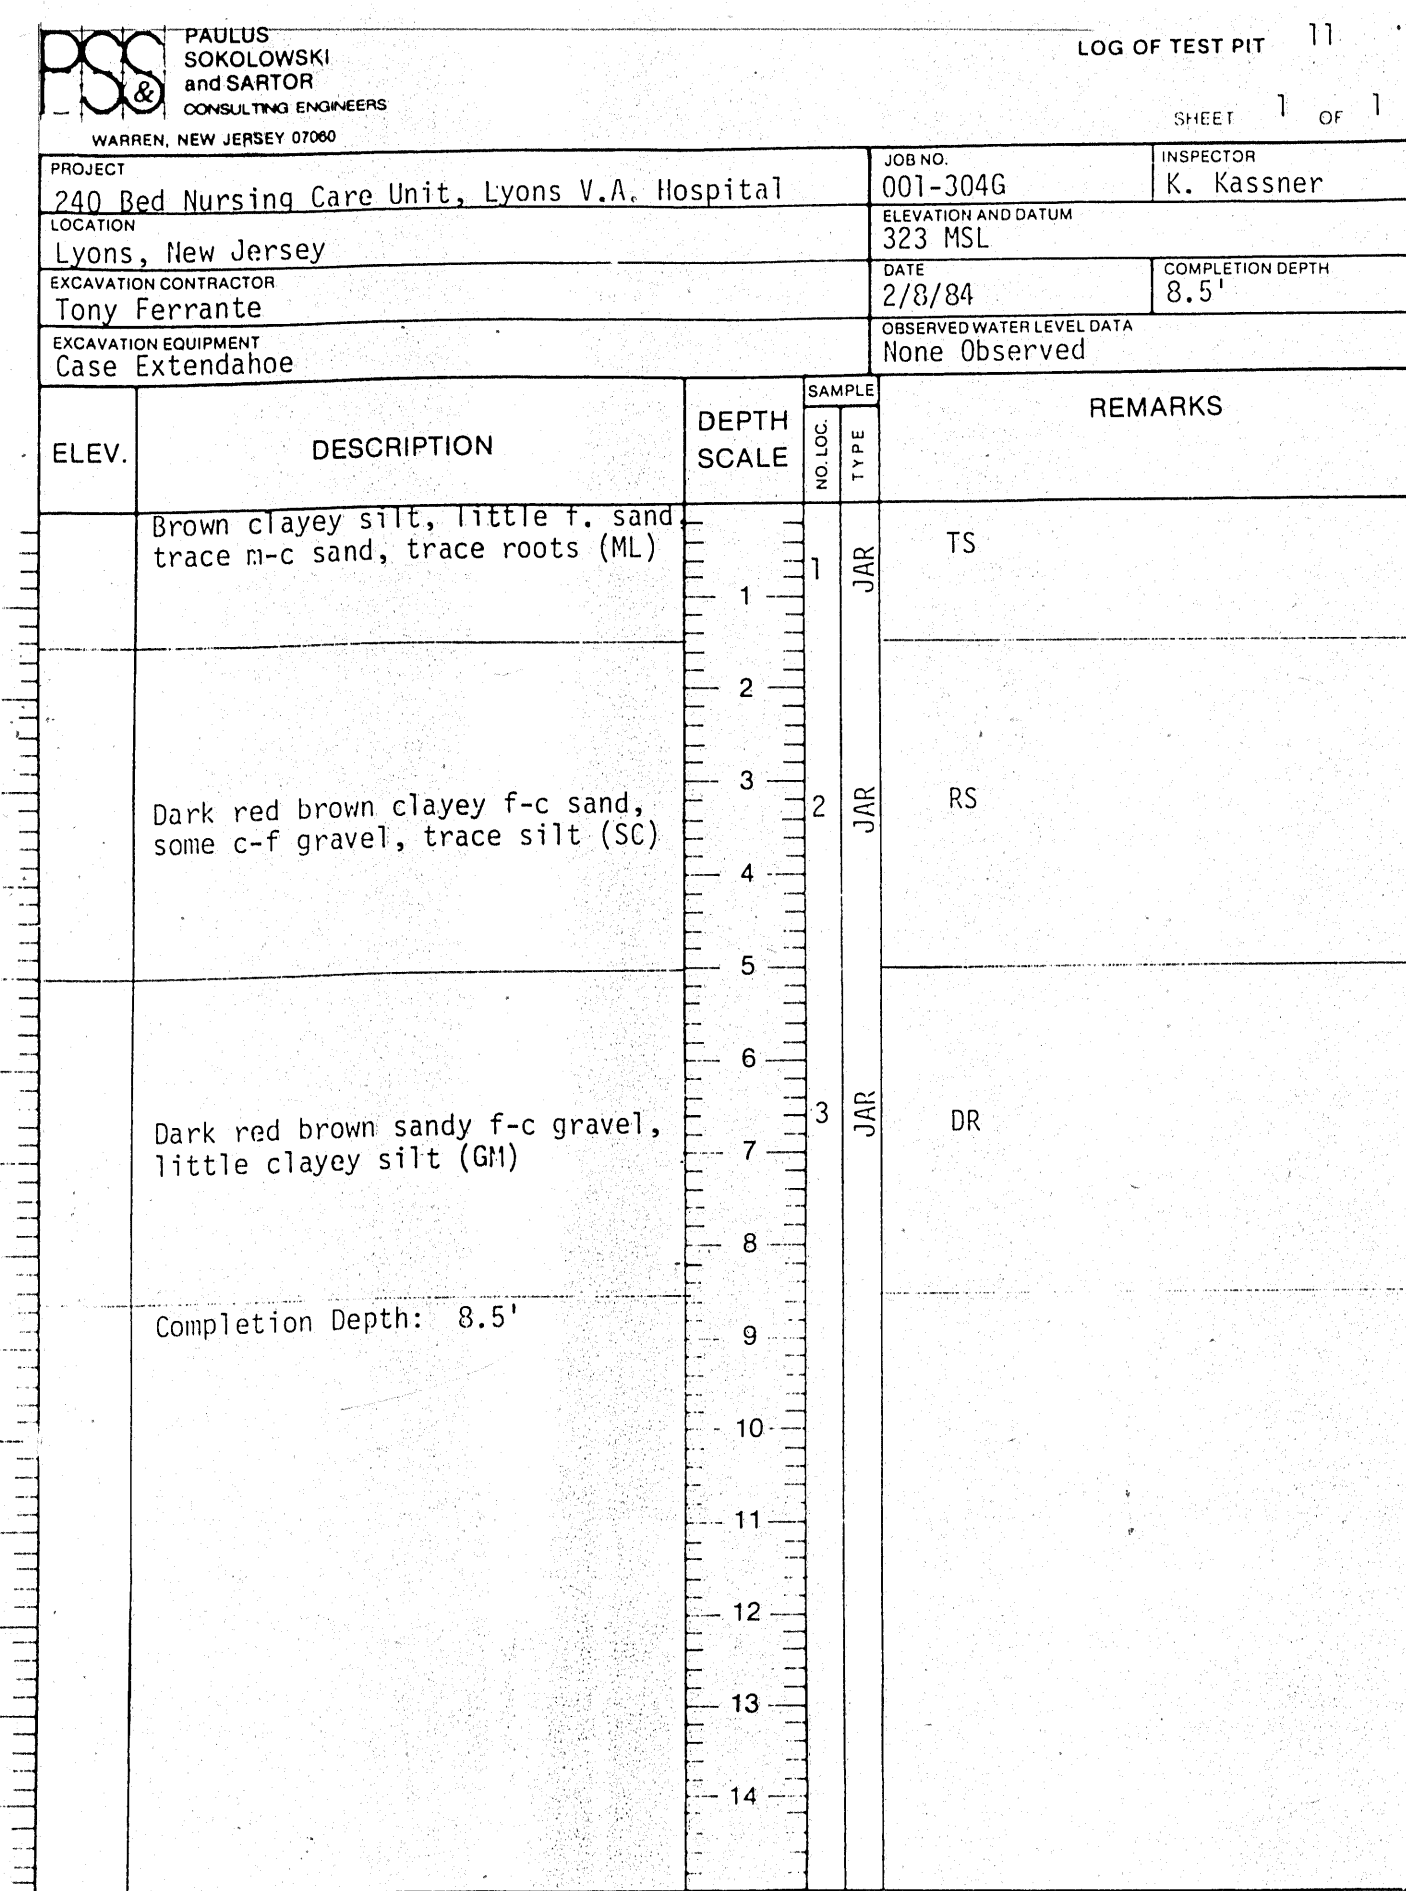 PS&S
PAULUS
SOKOLOWSKI
and SARTOR
CONSULTING ENGINEERS
WARREN, NEW JERSEY 07060
LOG OF TEST PIT 11
SHEET 1 OF 1
PROJECT
240 Bed Nursing Care Unit, Lyons V.A. Hospital
JOB NO.
001-304G
INSPECTOR
K. Kassner
LOCATION
Lyons, New Jersey
ELEVATION AND DATUM
323 MSL
EXCAVATION CONTRACTOR
Tony Ferrante
DATE
2/8/84
COMPLETION DEPTH
8.5'
EXCAVATION EQUIPMENT
Case Extendahoe
OBSERVED WATER LEVEL DATA
None Observed
ELEV.
DESCRIPTION
DEPTH
SCALE
SAMPLE
NO. LOC.
TYPE
REMARKS
Brown clayey silt, little f. sand
trace m-c sand, trace roots (ML)
1 JAR TS
1
2
3
Dark red brown clayey f-c sand,
some c-f gravel, trace silt (SC)
2 JAR RS
4
5
6
Dark red brown sandy f-c gravel,
little clayey silt (GM)
3 JAR DR
7
8
Completion Depth: 8.5'
9
10
11
12
13
14